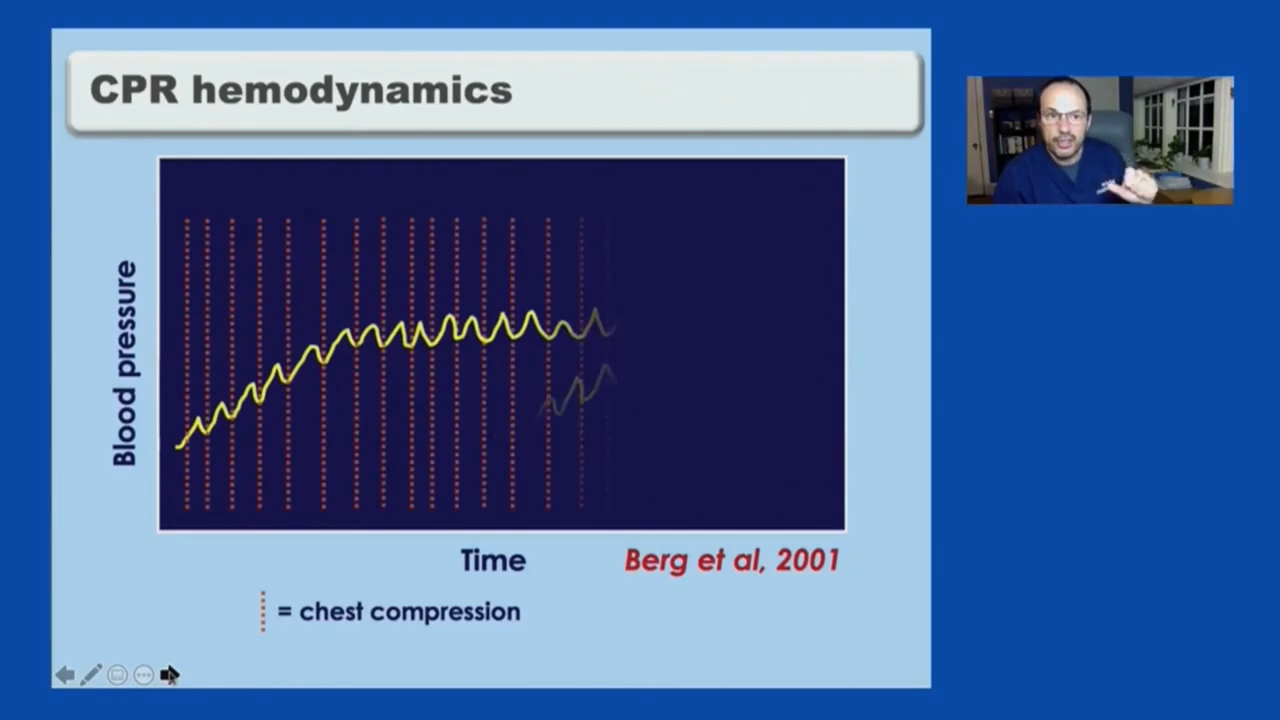 CPR hemodynamics
Blood pressure
Time
Berg et al, 2001
= chest compression